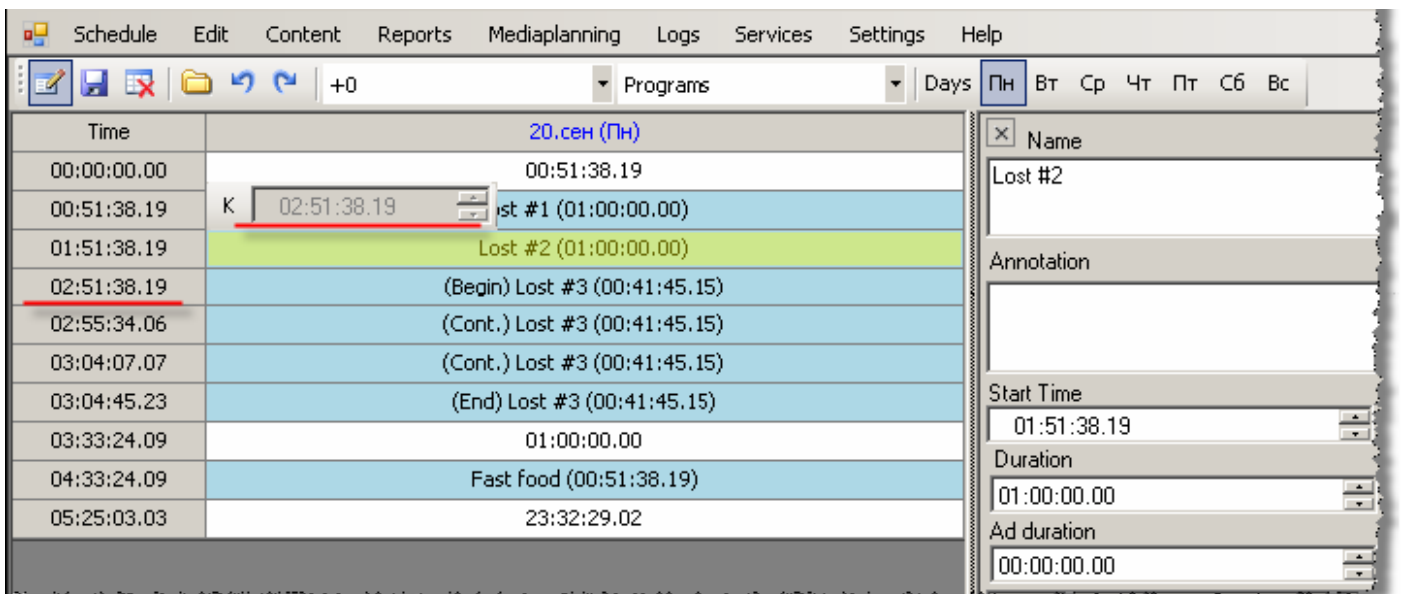 Schedule Edit Content Reports Mediaplanning Logs Services Settings Help
+0 Programs Days Пн Вт Ср Чт Пт Сб Вс
Time 20.сен (Пн)
00:00:00.00 00:51:38.19
00:51:38.19 К 02:51:38.19 st #1 (01:00:00.00)
01:51:38.19 Lost #2 (01:00:00.00)
02:51:38.19 (Begin) Lost #3 (00:41:45.15)
02:55:34.06 (Cont.) Lost #3 (00:41:45.15)
03:04:07.07 (Cont.) Lost #3 (00:41:45.15)
03:04:45.23 (End) Lost #3 (00:41:45.15)
03:33:24.09 01:00:00.00
04:33:24.09 Fast food (00:51:38.19)
05:25:03.03 23:32:29.02
Name
Lost #2
Annotation
Start Time
01:51:38.19
Duration
01:00:00.00
Ad duration
00:00:00.00